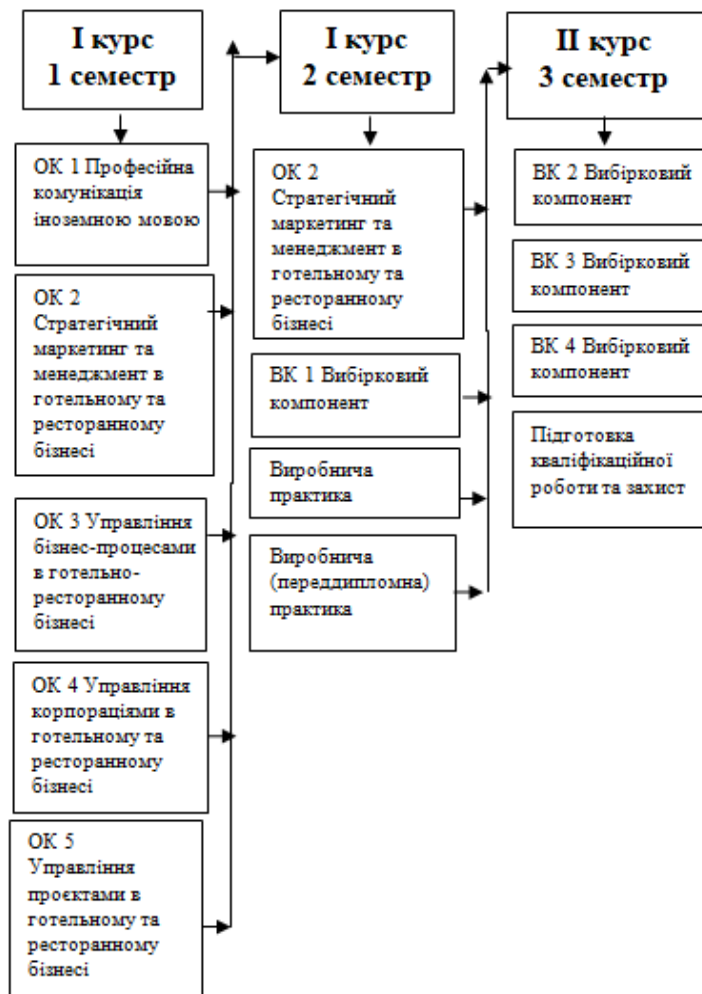 І курс
1 семестр
ОК 1 Професійна
комунікація
іноземною мовою
ОК 2
Стратегічний
маркетинг та
менеджмент в
готельному та
ресторанному
бізнесі
ОК 3 Управління
бізнес-процесами
в готельно-
ресторанному
бізнесі
ОК 4 Управління
корпораціями в
готельному та
ресторанному
бізнесі
ОК 5
Управління
проєктами в
готельному та
ресторанному
бізнесі
І курс
2 семестр
ОК 2
Стратегічний
маркетинг та
менеджмент в
готельному та
ресторанному
бізнесі
ВК 1 Вибірковий
компонент
Виробнича
практика
Виробнича
(переддипломна)
практика
ІІ курс
3 семестр
ВК 2 Вибірковий
компонент
ВК 3 Вибірковий
компонент
ВК 4 Вибірковий
компонент
Підготовка
кваліфікаційної
роботи та захист